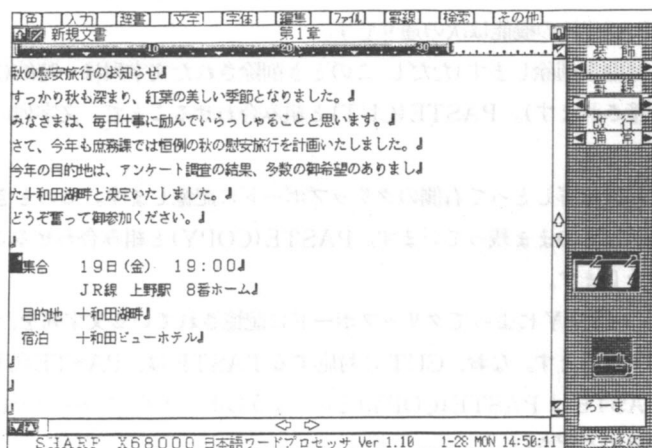 [色] [入力] [辞書] [文字] [字体] [編集] [ファイル] [罫線] [検索] [その他]
新規文書 第1章
10 20 30
秋の慰安旅行のお知らせ
すっかり秋も深まり、紅葉の美しい季節となりました。
みなさまは、毎日仕事に励んでいらっしゃることと思います。
さて、今年も庶務課では恒例の秋の慰安旅行を計画いたしました。
今年の目的地は、アンケート調査の結果、多数の御希望のありまし
た十和田湖畔と決定いたしました。
どうぞ奮って御参加ください。
集合 19日(金) 19:00
JR線 上野駅 8番ホーム
目的地 十和田湖畔
宿泊 十和田ビューホテル
装飾
罫線
改行
通常
ろーま
SHARP X68000 日本語ワードプロセッサ Ver 1.10 1-28 MON 14:50:11